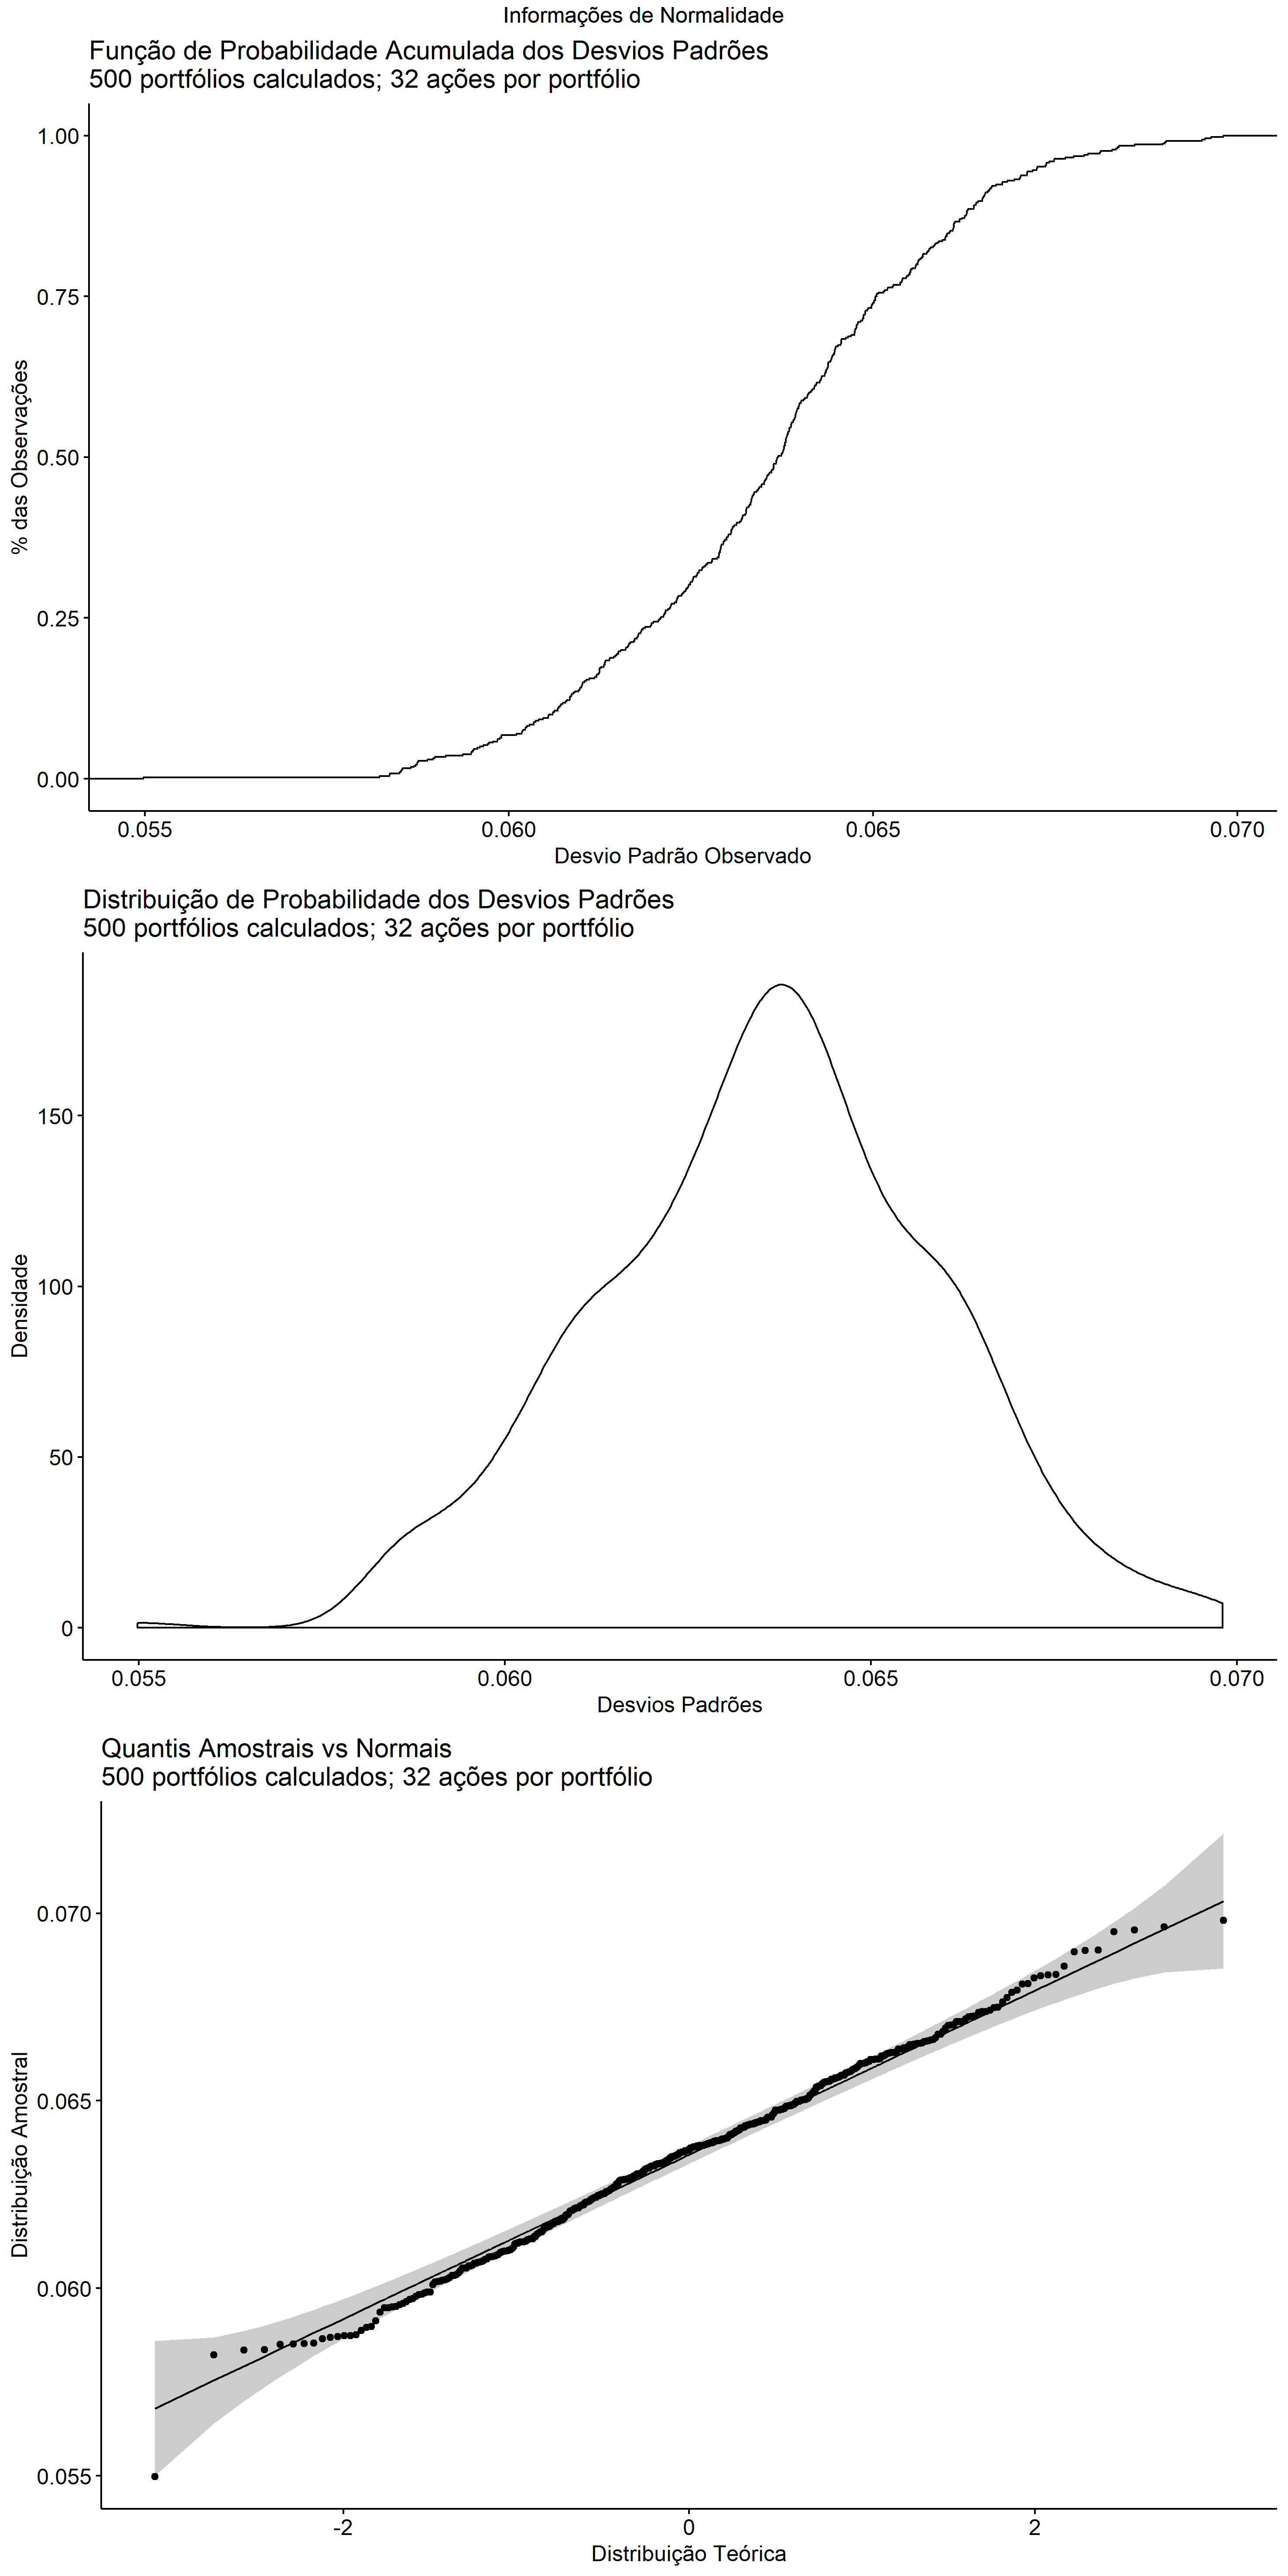 Informações de Normalidade
Função de Probabilidade Acumulada dos Desvios Padrões
500 portfólios calculados; 32 ações por portfólio
1.00
0.75
0.50
0.25
0.00
% das Observações
0.055
0.060
0.065
0.070
Desvio Padrão Observado
Distribuição de Probabilidade dos Desvios Padrões
500 portfólios calculados; 32 ações por portfólio
150
100
50
0
Densidade
0.055
0.060
0.065
0.070
Desvios Padrões
Quantis Amostrais vs Normais
500 portfólios calculados; 32 ações por portfólio
0.070
0.065
0.060
0.055
Distribuição Amostral
-2
0
2
Distribuição Teórica